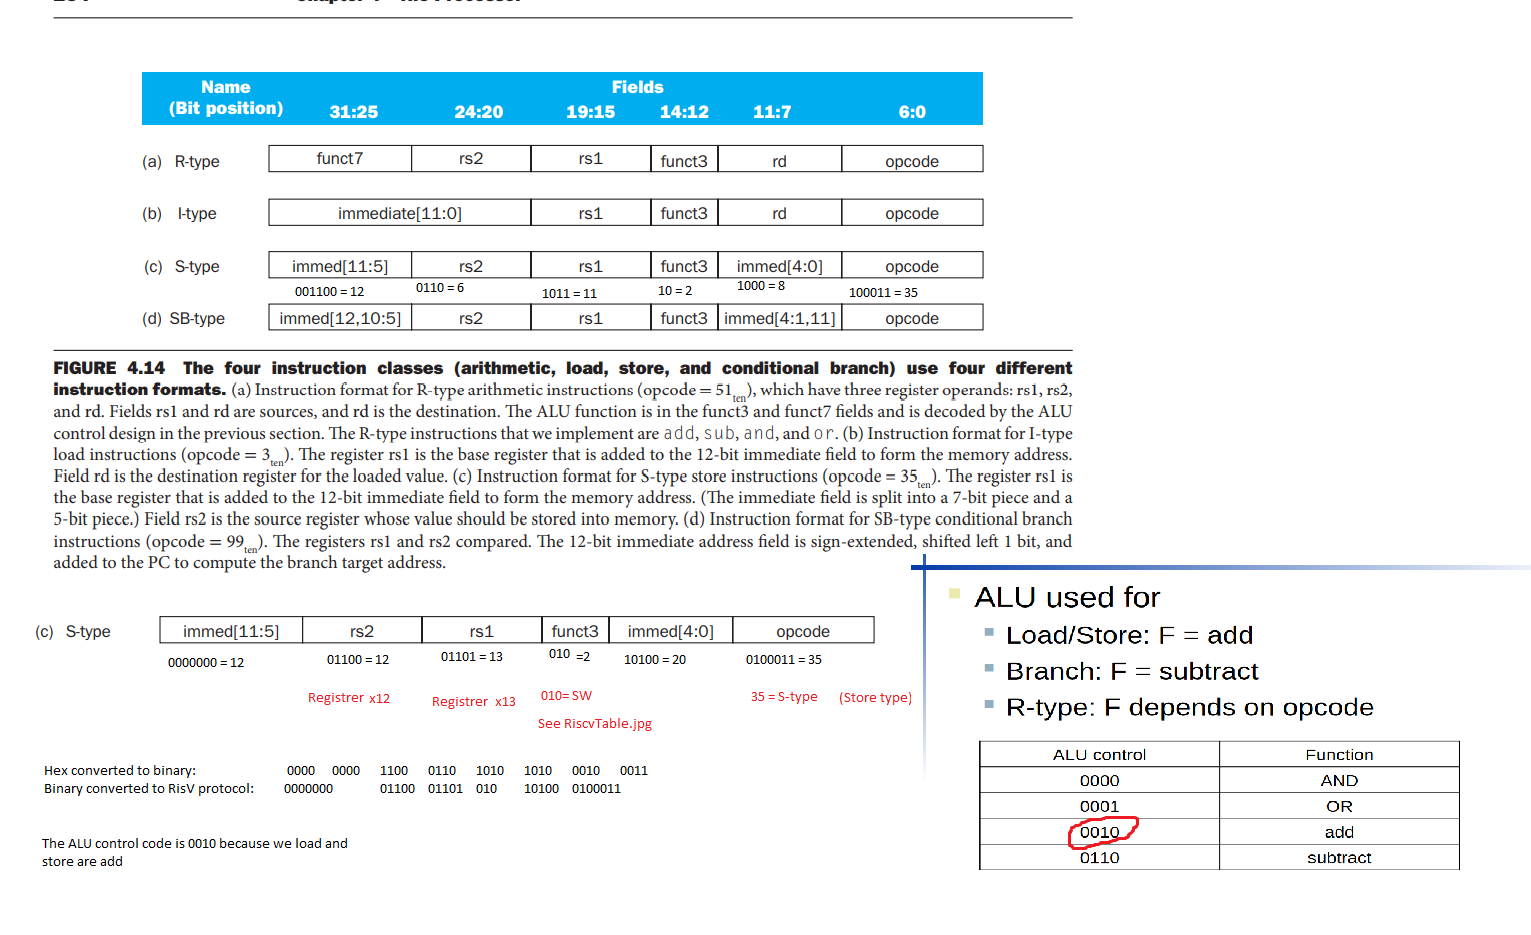 Name
Fields
(Bit position) 31:25 24:20 19:15 14:12 11:7 6:0
(a) R-type funct7 rs2 rs1 funct3 rd opcode
(b) I-type immediate[11:0] rs1 funct3 rd opcode
(c) S-type immed[11:5] rs2 rs1 funct3 immed[4:0] opcode
001100 = 12 0110 = 6 1011 = 11 10 = 2 1000 = 8 100011 = 35
(d) SB-type immed[12,10:5] rs2 rs1 funct3 immed[4:1,11] opcode
FIGURE 4.14 The four instruction classes (arithmetic, load, store, and conditional branch) use four different
instruction formats. (a) Instruction format for R-type arithmetic instructions (opcode = 51ten), which have three register operands: rs1, rs2,
and rd. Fields rs1 and rd are sources, and rd is the destination. The ALU function is in the funct3 and funct7 fields and is decoded by the ALU
control design in the previous section. The R-type instructions that we implement are add, sub, and, and or. (b) Instruction format for I-type
load instructions (opcode = 3ten). The register rs1 is the base register that is added to the 12-bit immediate field to form the memory address.
Field rd is the destination register for the loaded value. (c) Instruction format for S-type store instructions (opcode = 35ten). The register rs1 is
the base register that is added to the 12-bit immediate field to form the memory address. (The immediate field is split into a 7-bit piece and a
5-bit piece.) Field rs2 is the source register whose value should be stored into memory. (d) Instruction format for SB-type conditional branch
instructions (opcode = 99ten). The registers rs1 and rs2 compared. The 12-bit immediate address field is sign-extended, shifted left 1 bit, and
added to the PC to compute the branch target address.
(c) S-type immed[11:5] rs2 rs1 funct3 immed[4:0] opcode
0000000 = 12 01100 = 12 01101 = 13 010 =2 10100 = 20 0100011 = 35
Registrer x12 Registrer x13 010= SW 35 = S-type (Store type)
See RiscvTable.jpg
Hex converted to binary: 0000 0000 1100 0110 1010 1010 0010 0011
Binary converted to RisV protocol: 0000000 01100 01101 010 10100 0100011
The ALU control code is 0010 because we load and
store are add
ALU used for
Load/Store: F = add
Branch: F = subtract
R-type: F depends on opcode
ALU control Function
0000 AND
0001 OR
0010 add
0110 subtract